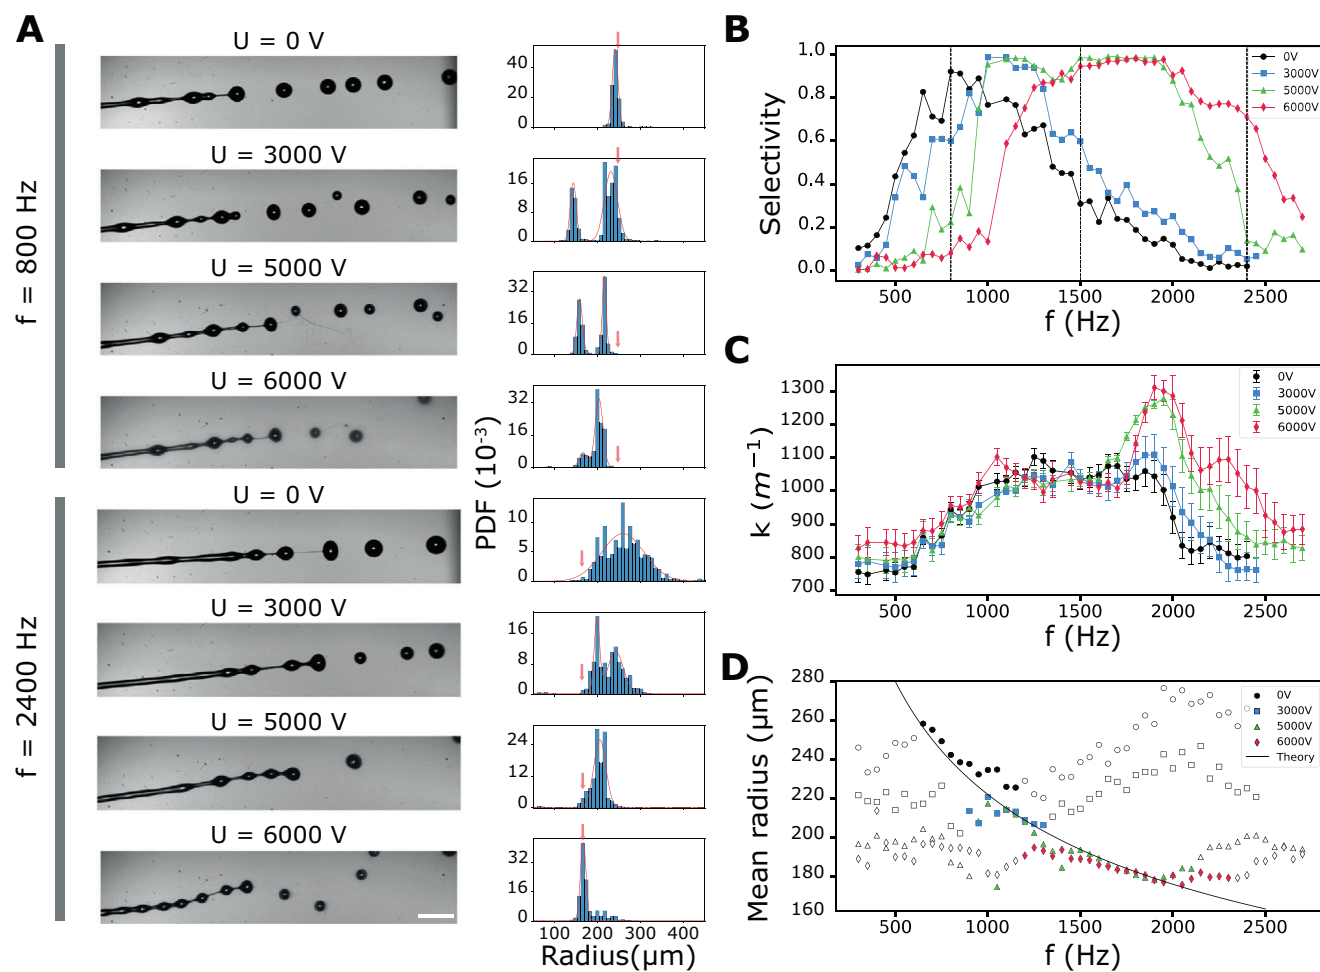 A
f = 800 Hz
f = 2400 Hz
U = 0 V
U = 3000 V
U = 5000 V
U = 6000 V
U = 0 V
U = 3000 V
U = 5000 V
U = 6000 V
PDF (10⁻³)
40
20
0
16
8
0
32
16
0
32
16
0
10
5
0
16
8
0
24
12
0
32
16
0
100 200 300 400
Radius(µm)
B
Selectivity
1.0
0.8
0.6
0.4
0.2
0.0
0V
3000V
5000V
6000V
500 1000 1500 2000 2500
f (Hz)
C
k (m⁻¹)
1300
1200
1100
1000
900
800
700
0V
3000V
5000V
6000V
500 1000 1500 2000 2500
f (Hz)
D
Mean radius (µm)
280
260
240
220
200
180
160
0V
3000V
5000V
6000V
Theory
500 1000 1500 2000 2500
f (Hz)